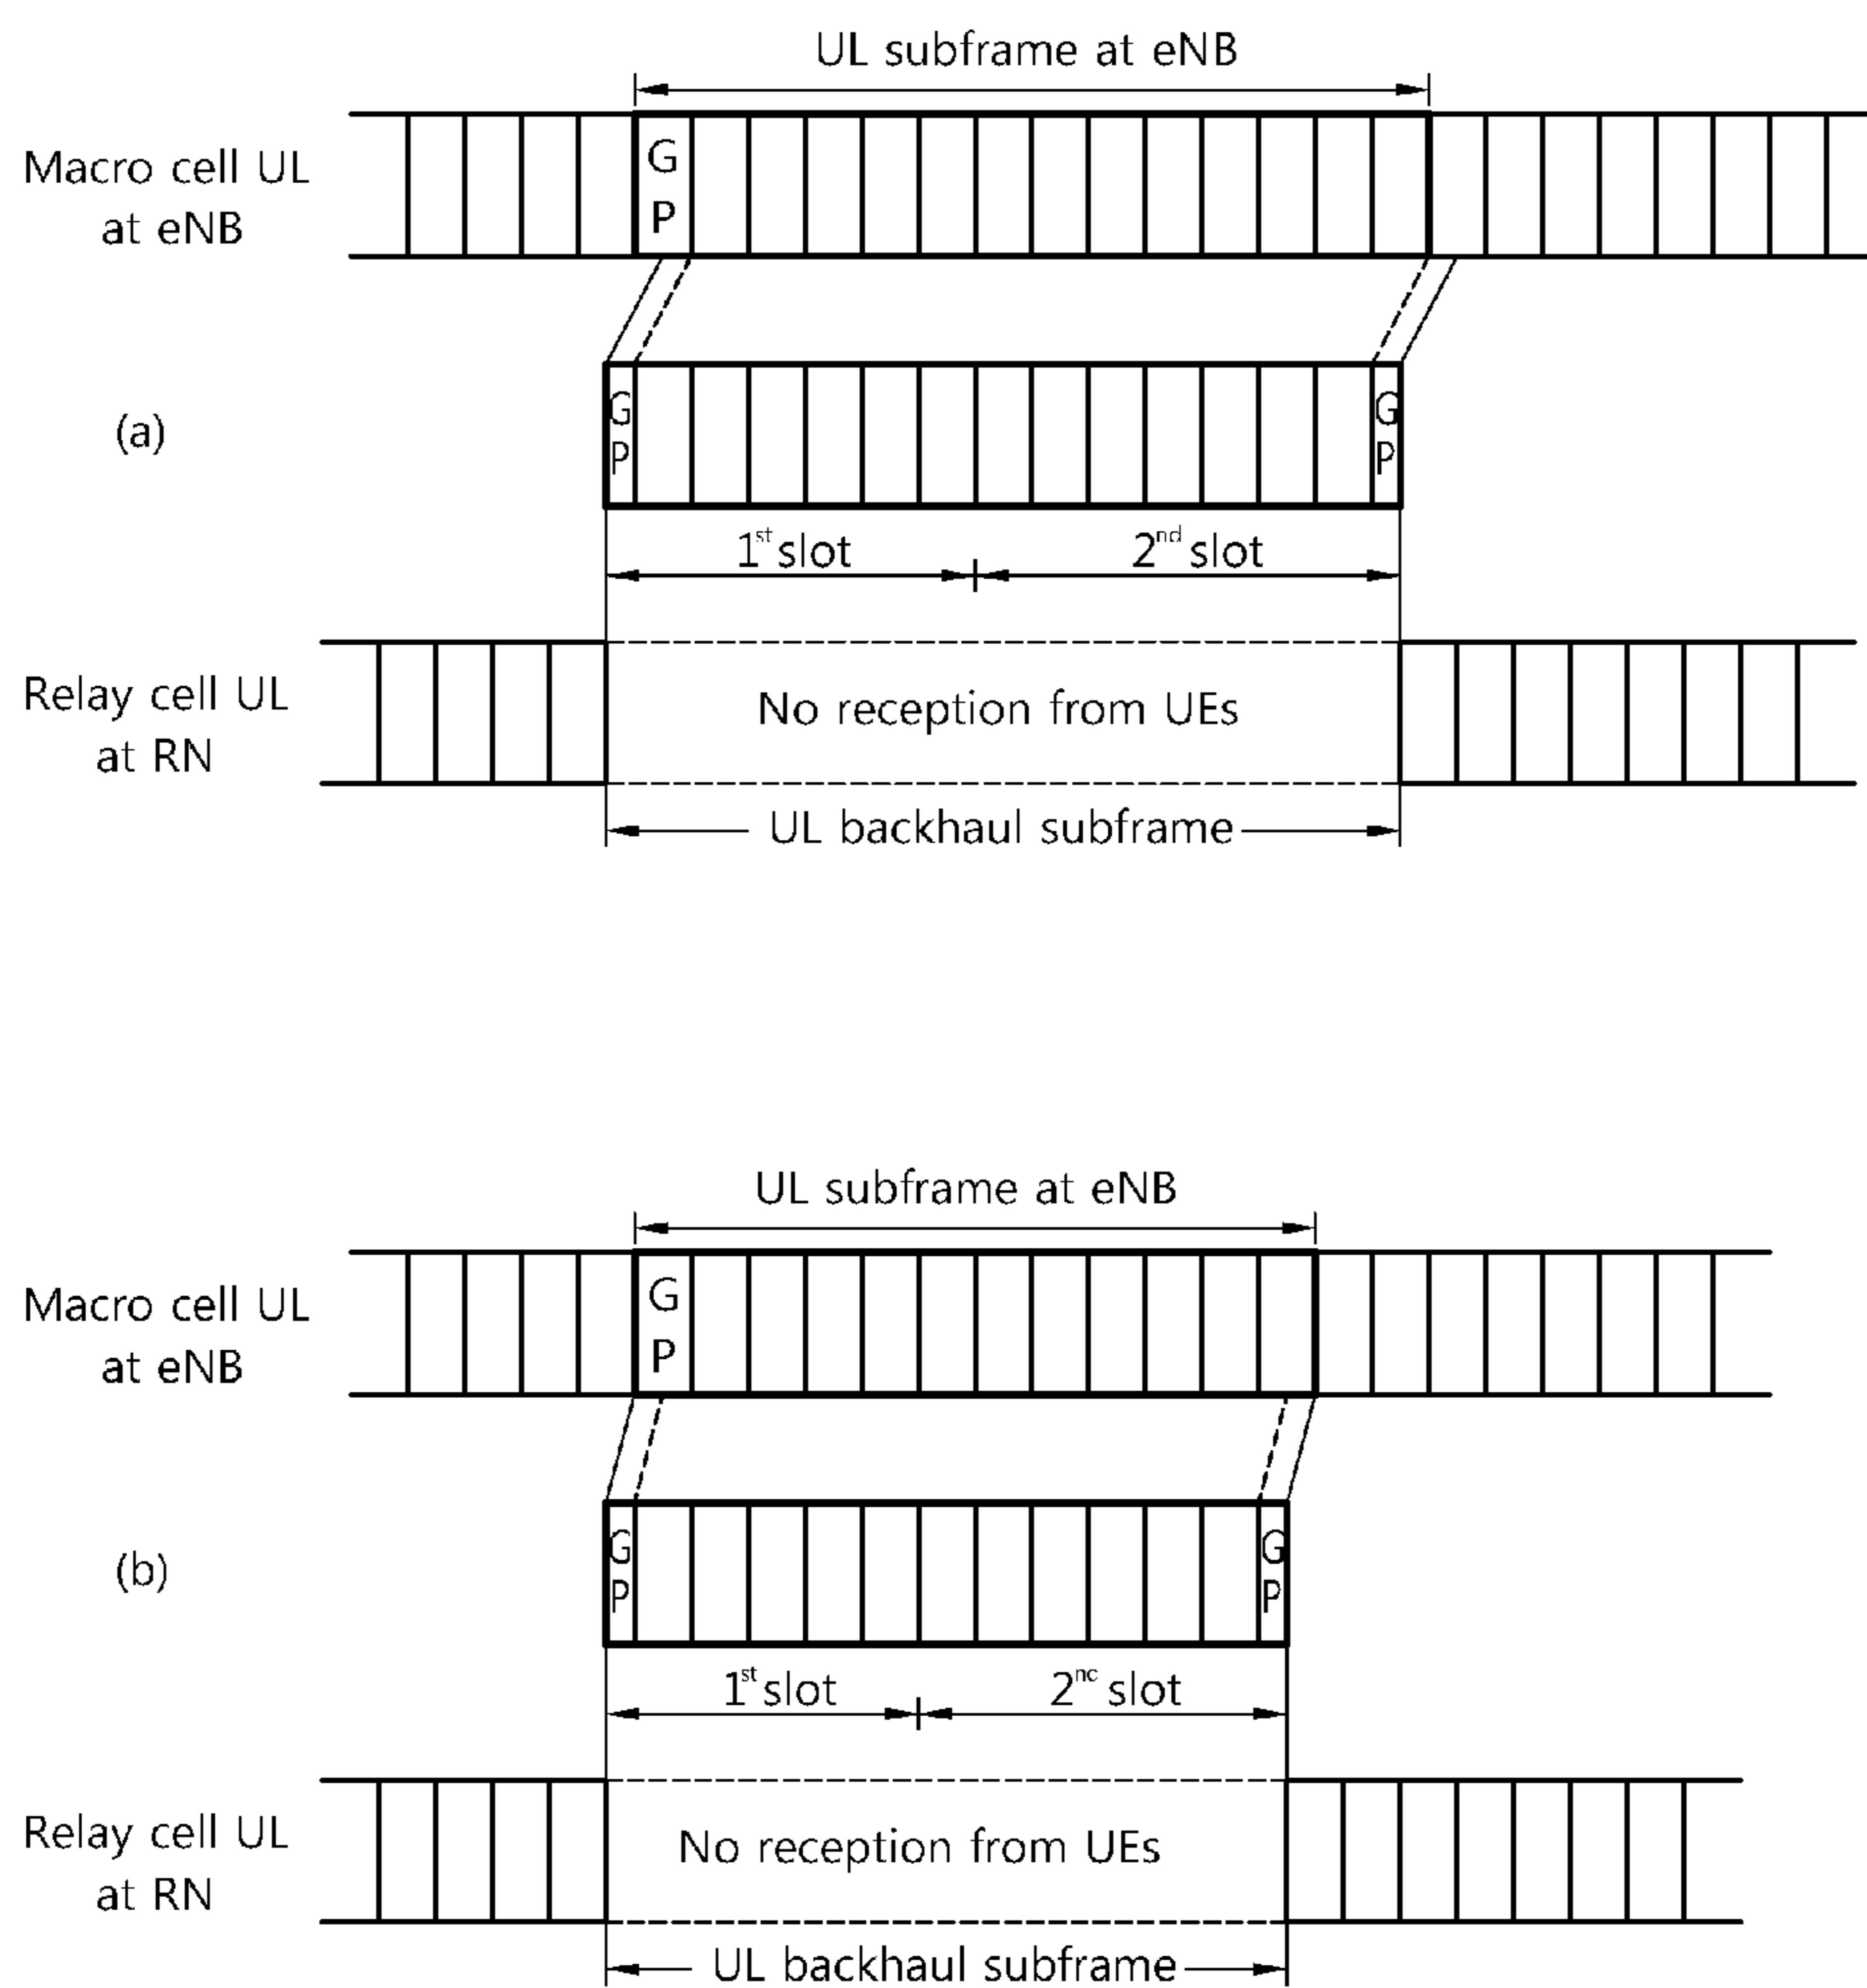 UL subframe at eNB
Macro cell UL
at eNB
G
P
(a)
G
P
G
P
1st slot
2nd slot
Relay cell UL
at RN
No reception from UEs
UL backhaul subframe
UL subframe at eNB
Macro cell UL
at eNB
G
P
(b)
G
P
G
P
1st slot
2nc slot
Relay cell UL
at RN
No reception from UEs
UL backhaul subframe